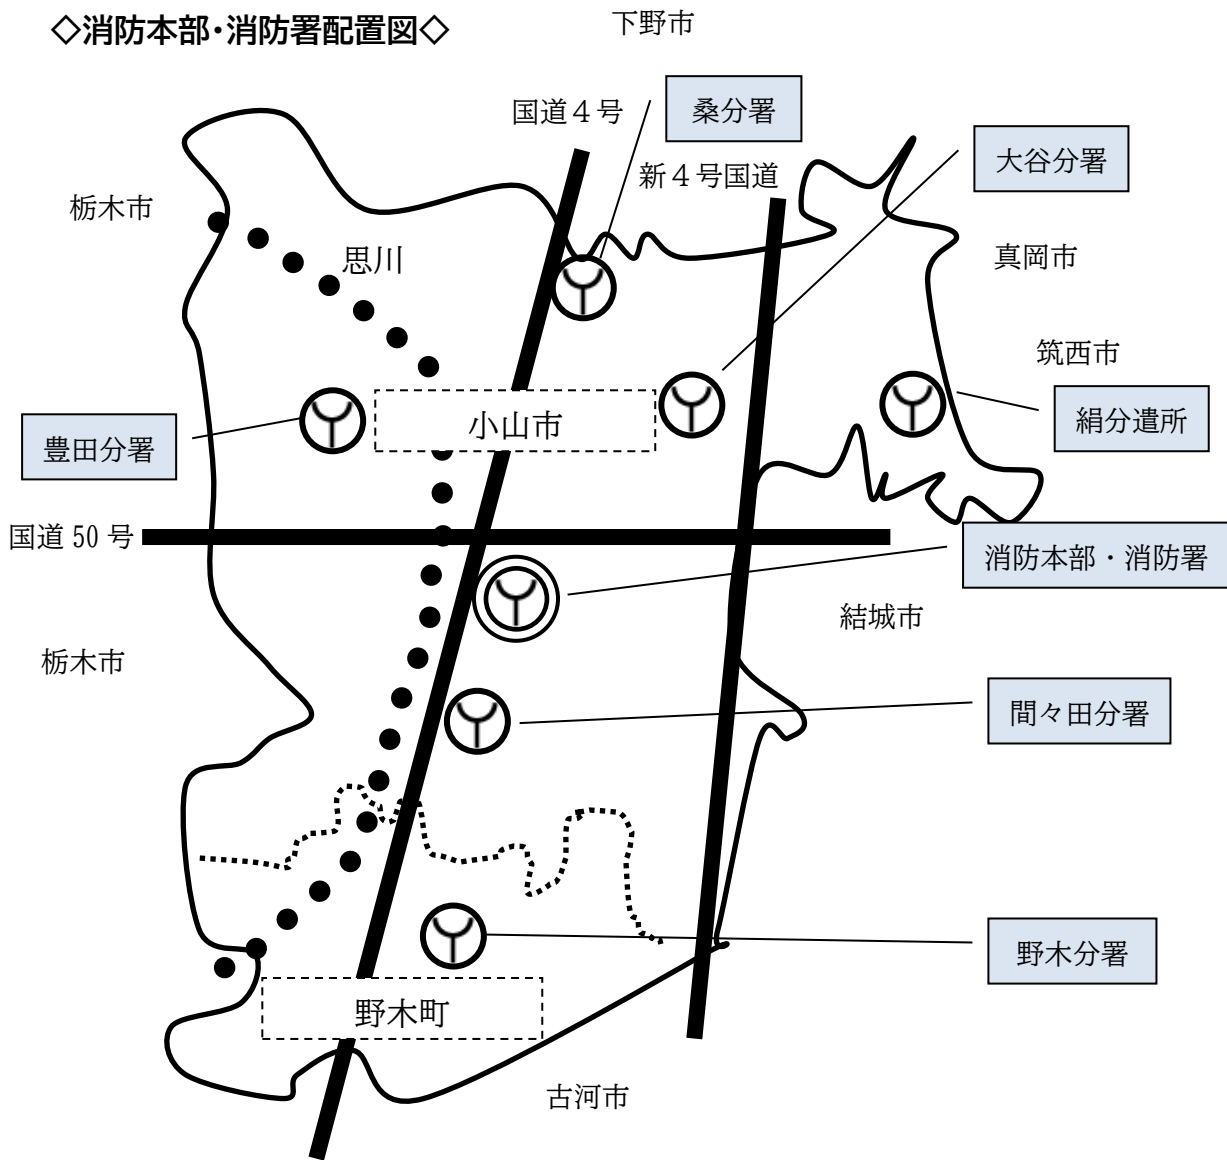 ◇消防本部・消防署配置図◇
下野市
国道４号
桑分署
新４号国道
大谷分署
栃木市
思川
真岡市
筑西市
小山市
豊田分署
絹分遣所
国道 50 号
消防本部・消防署
結城市
栃木市
間々田分署
野木分署
野木町
古河市